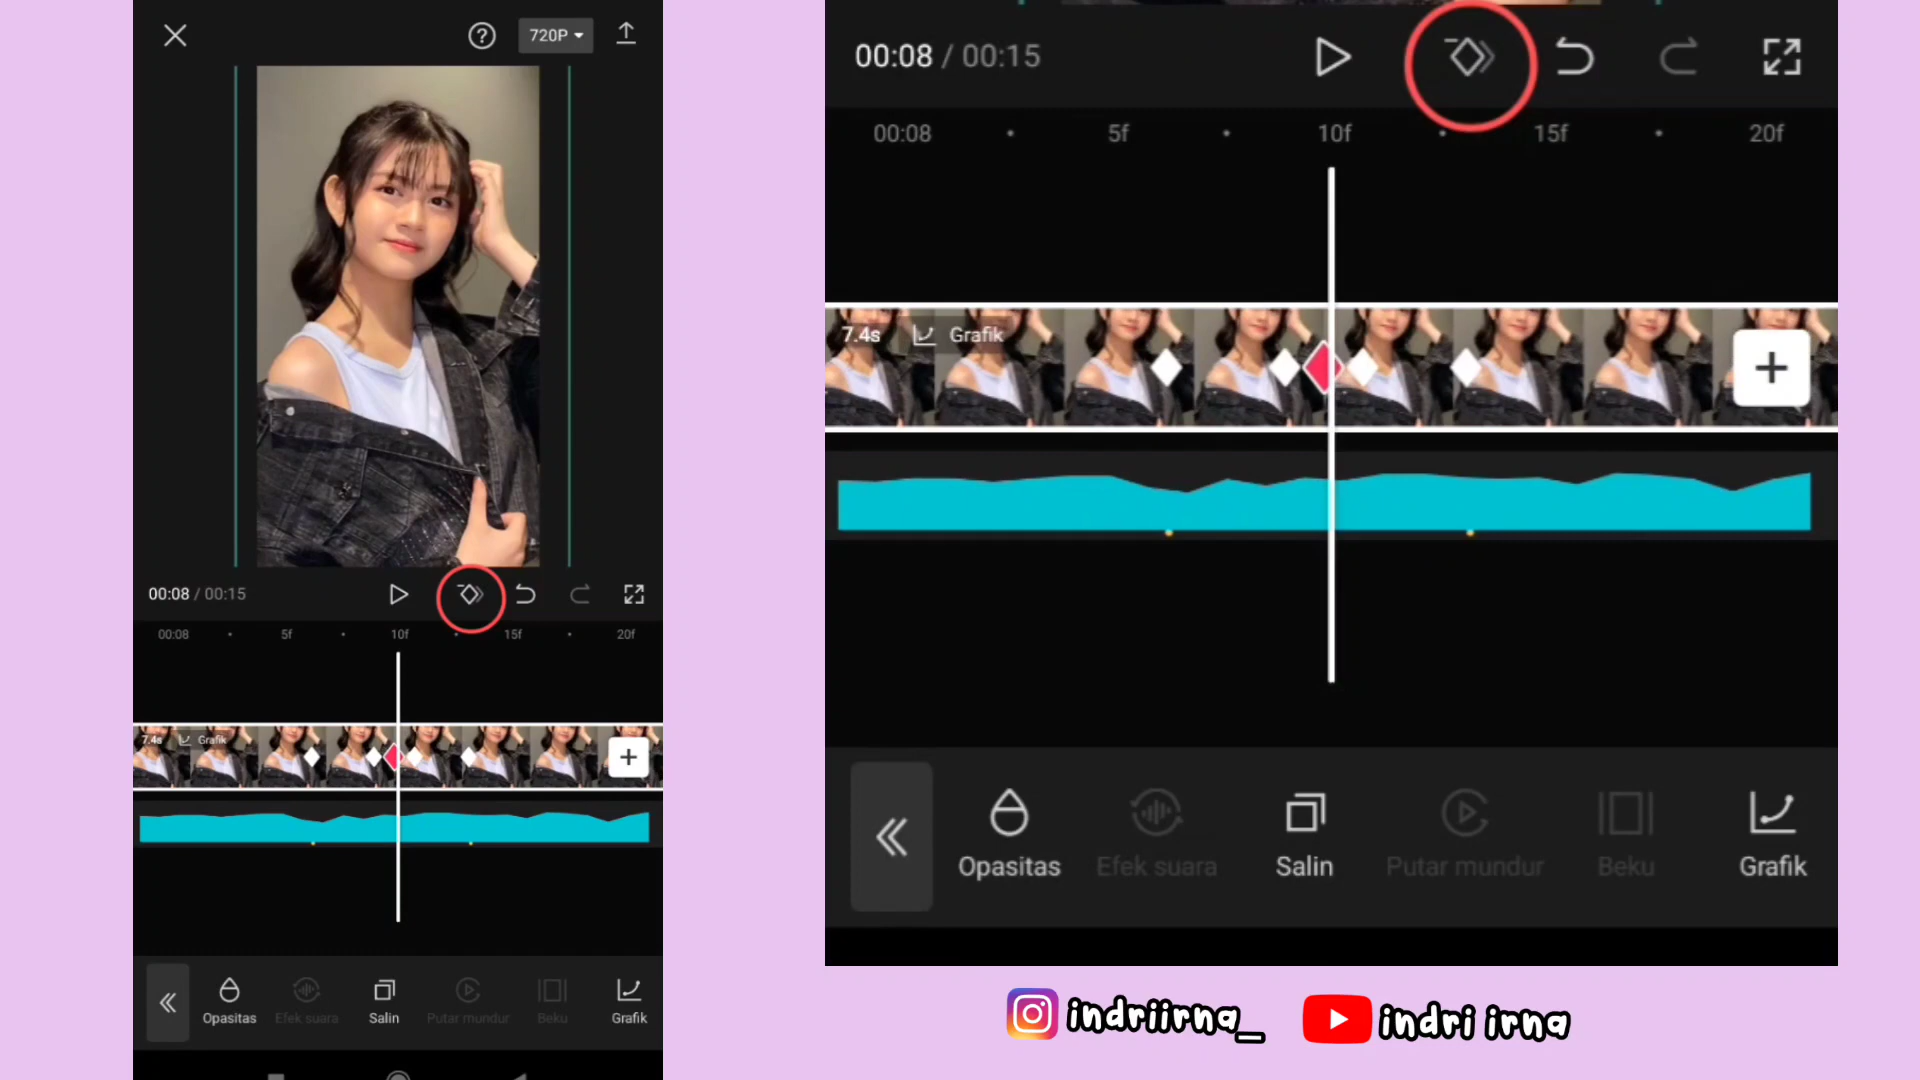 720P
00:08 / 00:15
00:08 5f 10f 15f 20f
7.4s Grafik
Opasitas Efek suara Salin Putar mundur Beku Grafik
00:08 / 00:15
00:08 5f 10f 15f 20f
7.4s Grafik
Opasitas Efek suara Salin Putar mundur Beku Grafik
indriirna_ indri irna